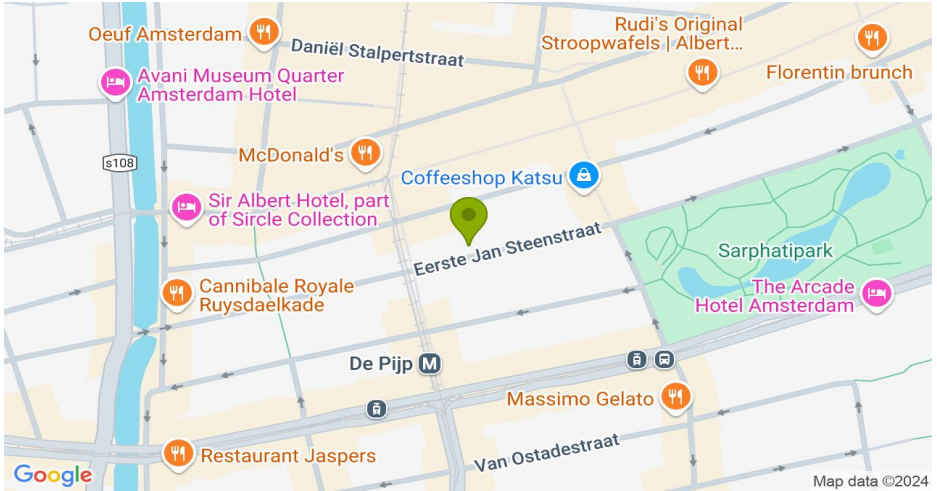 Oeuf Amsterdam
Daniël Stalpertstraat
Rudi's Original
Stroopwafels | Albert...
Florentin brunch
Avani Museum Quarter
Amsterdam Hotel
s108
McDonald's
Coffeeshop Katsu
Sir Albert Hotel, part
of Sircle Collection
Eerste Jan Steenstraat
Sarphatipark
Cannibale Royale
Ruysdaelkade
The Arcade
Hotel Amsterdam
De Pijp M
Massimo Gelato
Restaurant Jaspers
Van Ostadestraat
Google
Map data ©2024